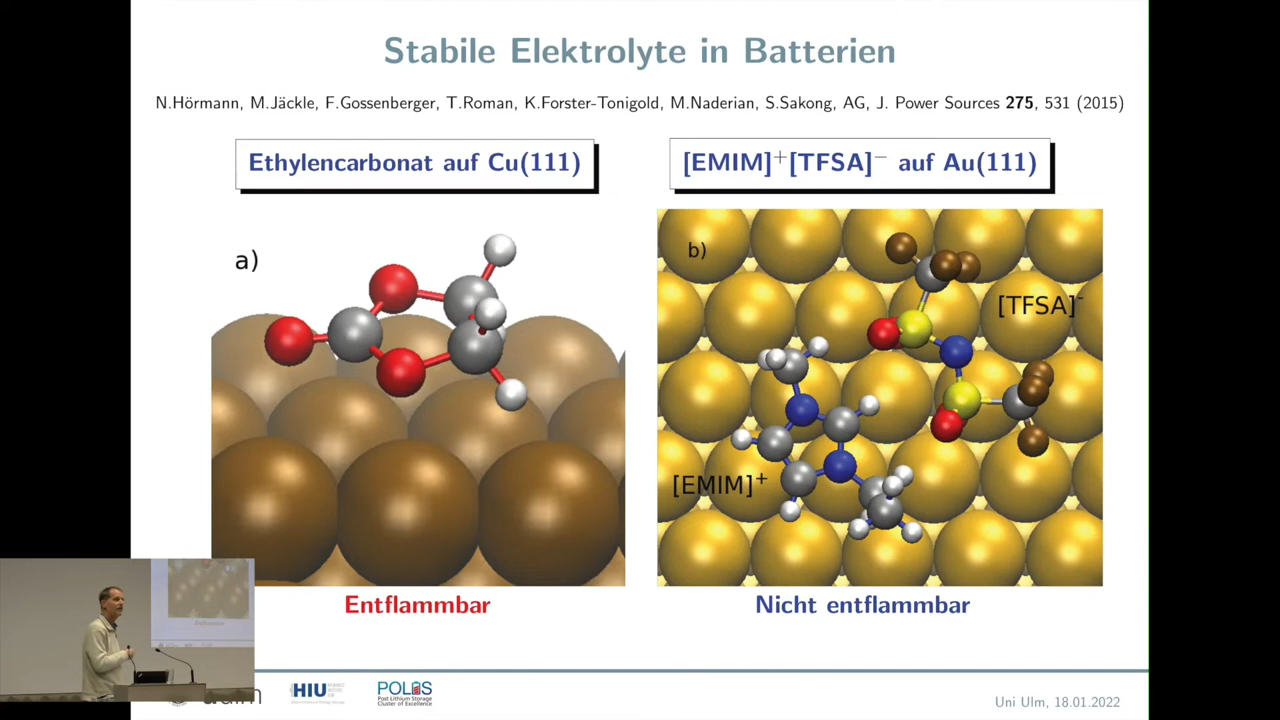 Stabile Elektrolyte in Batterien
N.Hörmann, M.Jäckle, F.Gossenberger, T.Roman, K.Forster-Tonigold, M.Naderian, S.Sakong, AG, J. Power Sources 275, 531 (2015)
Ethylencarbonat auf Cu(111)
[EMIM]⁺[TFSA]⁻ auf Au(111)
a)
b)
[TFSA]⁻
[EMIM]⁺
Entflammbar
Nicht entflammbar
HIU
POLiS
Post Lithium Storage
Cluster of Excellence
Uni Ulm, 18.01.2022